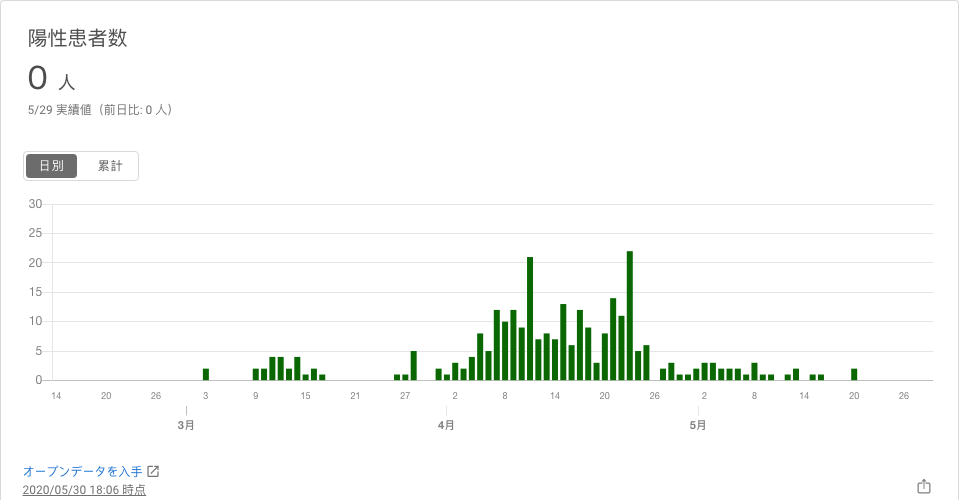 陽性患者数
0 人
5/29 実績値（前日比: 0 人）
日別 累計
30
25
20
15
10
5
0
14 20 26 3 9 15 21 27 2 8 14 20 26 2 8 14 20 26
3月 4月 5月
オープンデータを入手
2020/05/30 18:06 時点